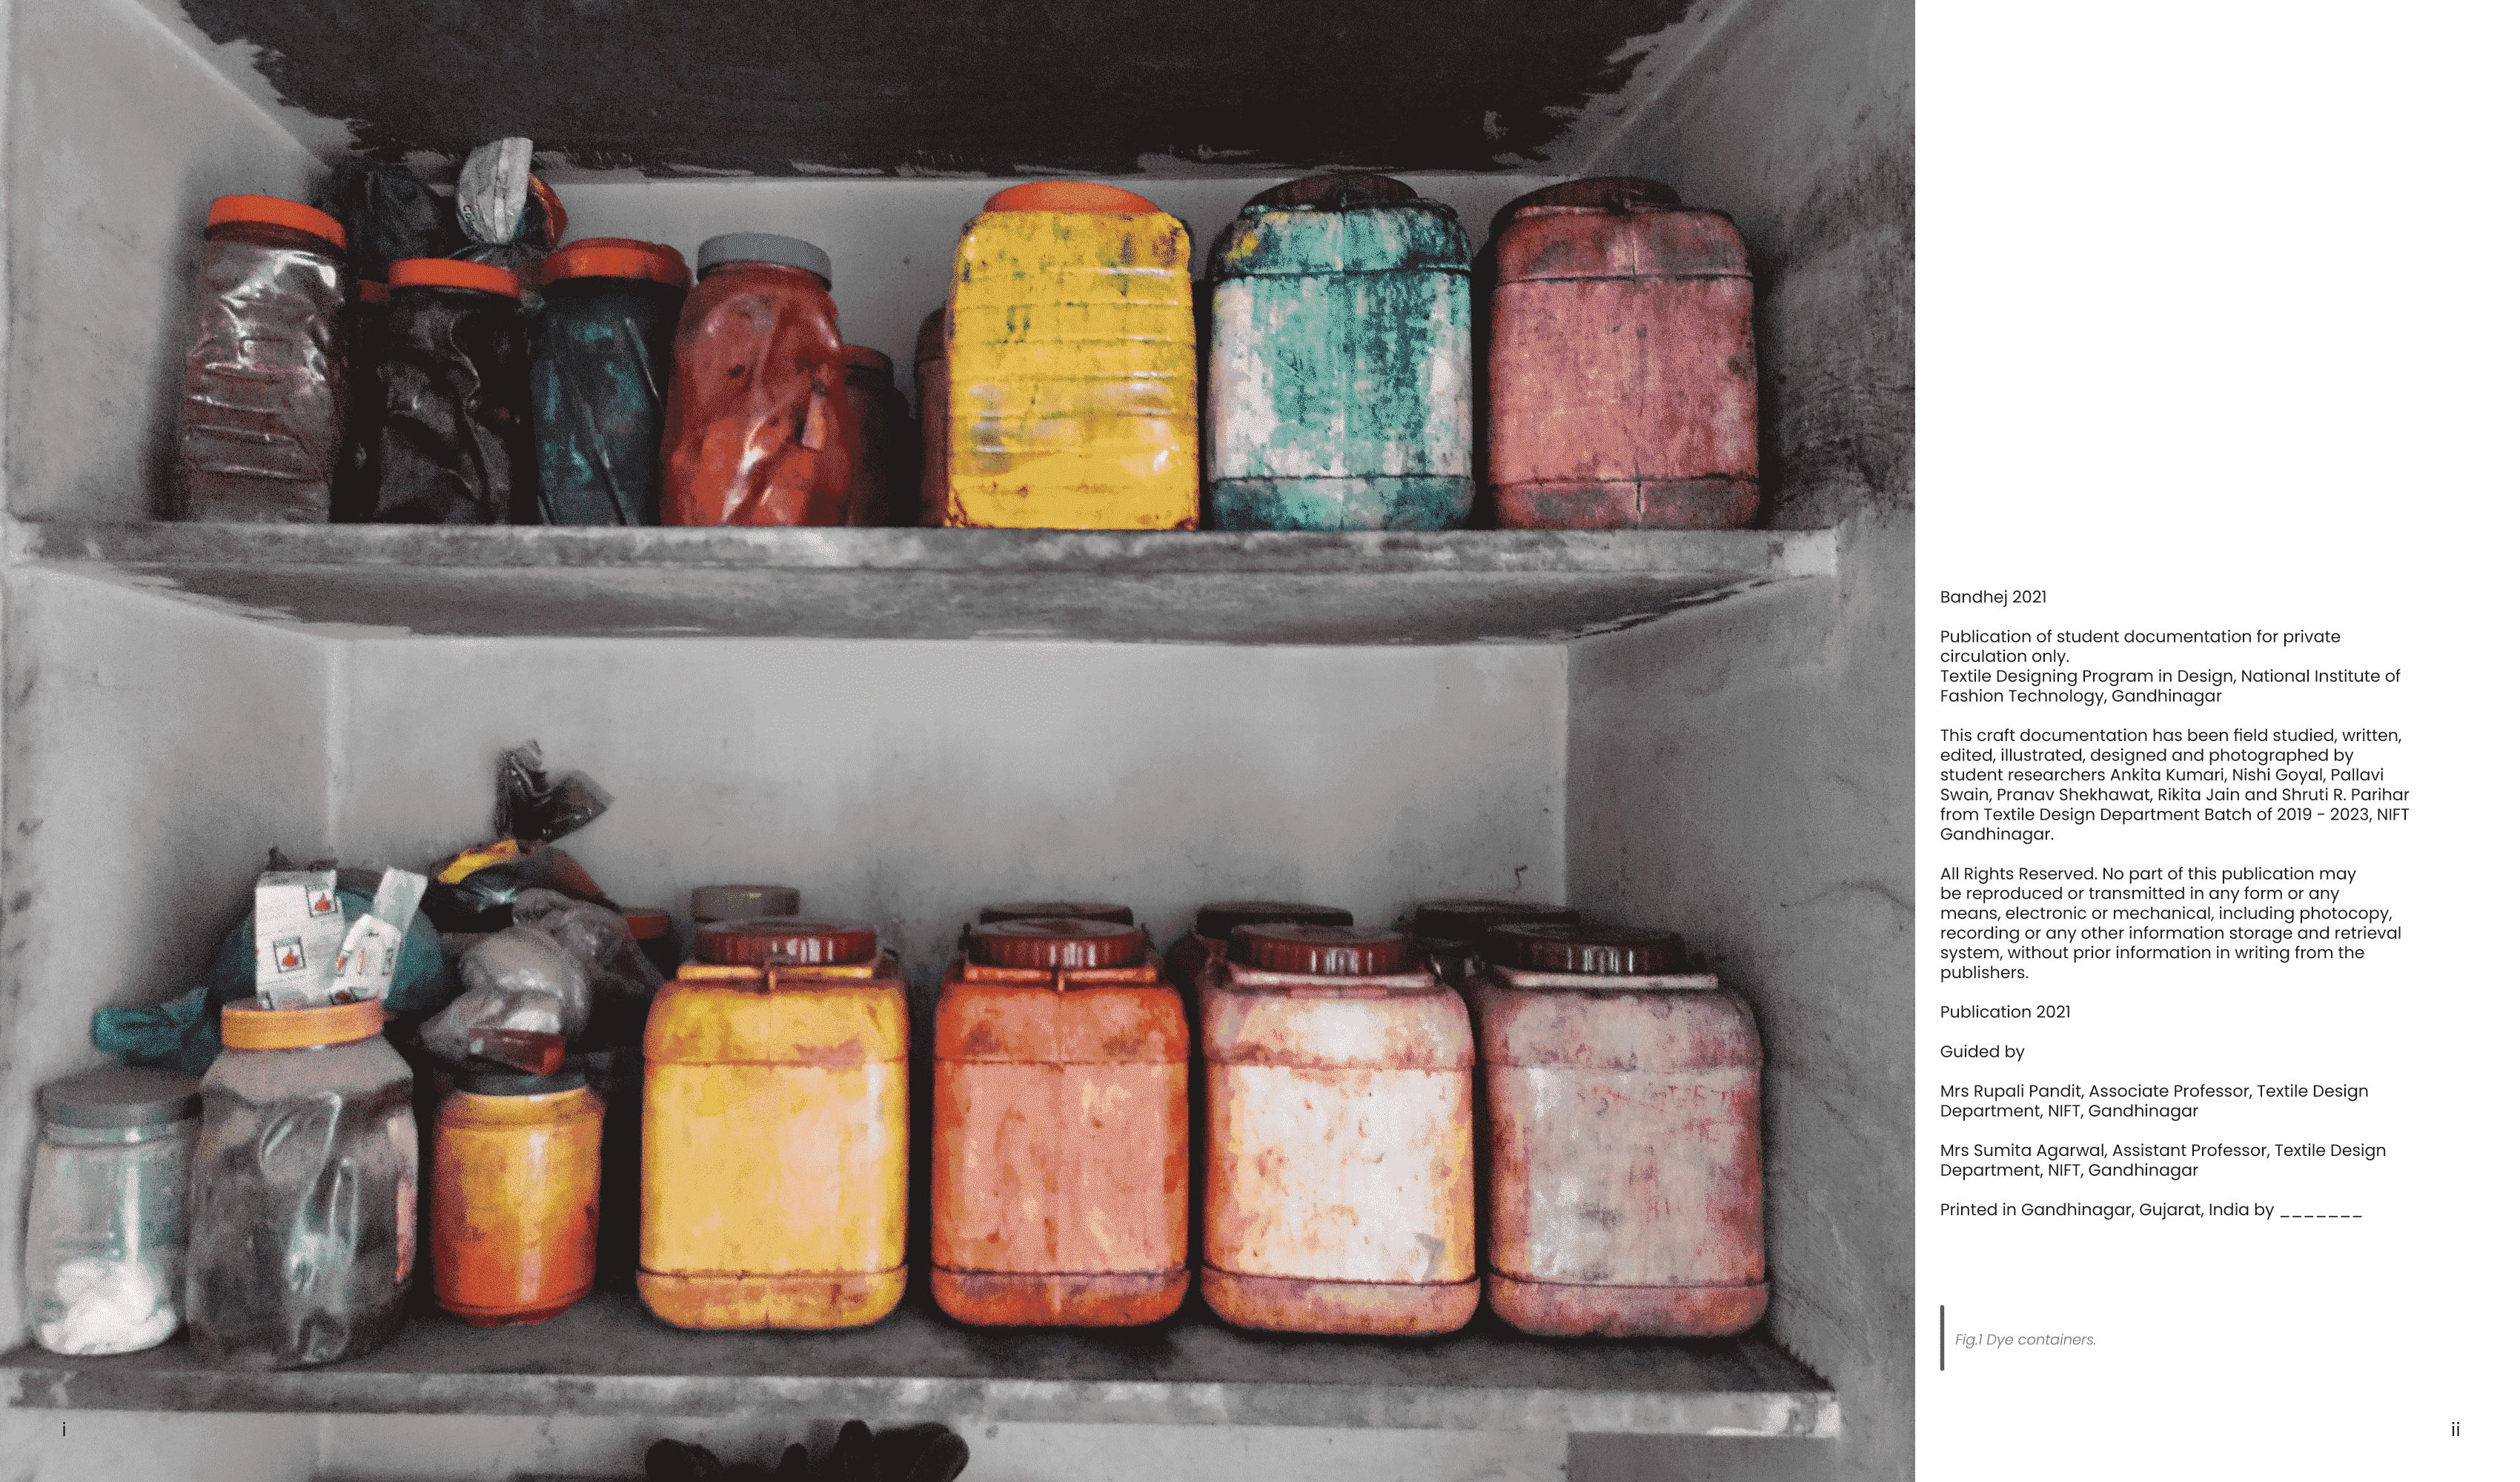 Bandhej 2021
Publication of student documentation for private
circulation only.
Textile Designing Program in Design, National Institute of
Fashion Technology, Gandhinagar
This craft documentation has been field studied, written,
edited, illustrated, designed and photographed by
student researchers Ankita Kumari, Nishi Goyal, Pallavi
Swain, Pranav Shekhawat, Rikita Jain and Shruti R. Parihar
from Textile Design Department Batch of 2019 - 2023, NIFT
Gandhinagar.
All Rights Reserved. No part of this publication may
be reproduced or transmitted in any form or any
means, electronic or mechanical, including photocopy,
recording or any other information storage and retrieval
system, without prior information in writing from the
publishers.
Publication 2021
Guided by
Mrs Rupali Pandit, Associate Professor, Textile Design
Department, NIFT, Gandhinagar
Mrs Sumita Agarwal, Assistant Professor, Textile Design
Department, NIFT, Gandhinagar
Printed in Gandhinagar, Gujarat, India by _______
Fig.1 Dye containers.
i
ii